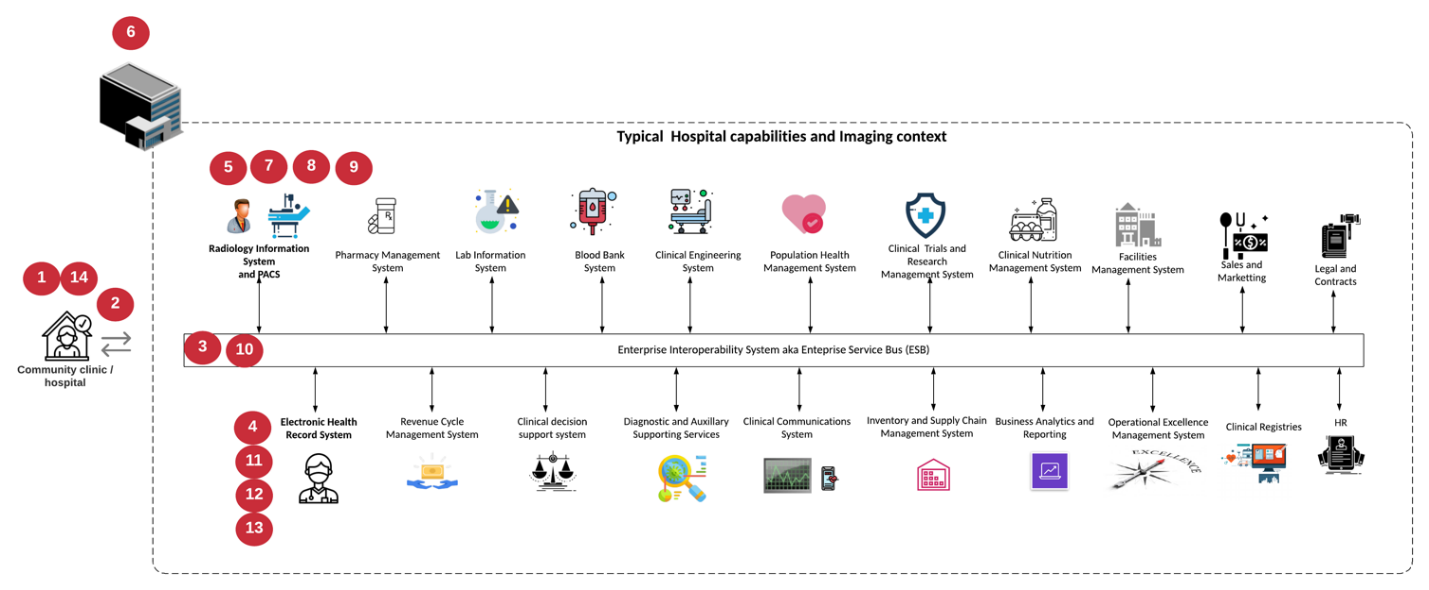 6
Typical Hospital capabilities and Imaging context
5 7 8 9
Radiology Information
System
and PACS
Pharmacy Management
System
Lab Information
System
Blood Bank
System
Clinical Engineering
System
Population Health
Management System
Clinical Trials and
Research
Management System
Clinical Nutrition
Management System
Facilities
Management System
Sales and
Marketting
Legal and
Contracts
1 14
2
Community clinic /
hospital
3 10
Enterprise Interoperability System aka Enteprise Service Bus (ESB)
4
11
12
13
Electronic Health
Record System
Revenue Cycle
Management System
Clinical decision
support system
Diagnostic and Auxillary
Supporting Services
Clinical Communications
System
Inventory and Supply Chain
Management System
Business Analytics and
Reporting
Operational Excellence
Management System
EXCELLENCE
Clinical Registries
HR